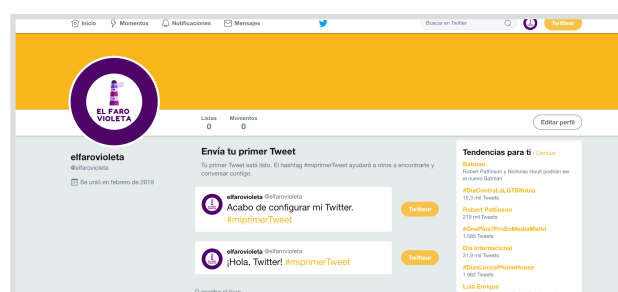 Inicio Momentos Notificaciones Mensajes Buscar en Twitter Twittear
EL FARO
VIOLETA
Listas Momentos
0 0
Editar perfil
elfarovioleta
@elfarovioleta
Se unió en febrero de 2019
Envía tu primer Tweet
Tu primer Tweet está listo. El hashtag #miprimerTweet ayudará a otros a encontrarte y
conversar contigo.
elfarovioleta @elfarovioleta
Acabo de configurar mi Twitter.
#miprimerTweet
Twittear
elfarovioleta @elfarovioleta
¡Hola, Twitter! #miprimerTweet
Twittear
Tendencias para ti · Cambiar
Batman
Robert Pattinson y Nicholas Hoult podrían ser
el nuevo Batman
#DiaContraLaLGTBIfobia
15,3 mil Tweets
Robert Pattinson
219 mil Tweets
#OnePlus7ProEnMediaMarkt
1.585 Tweets
Día Internacional
31,9 mil Tweets
#DíasLocosPhoneHouse
1.962 Tweets
Luis Enrique